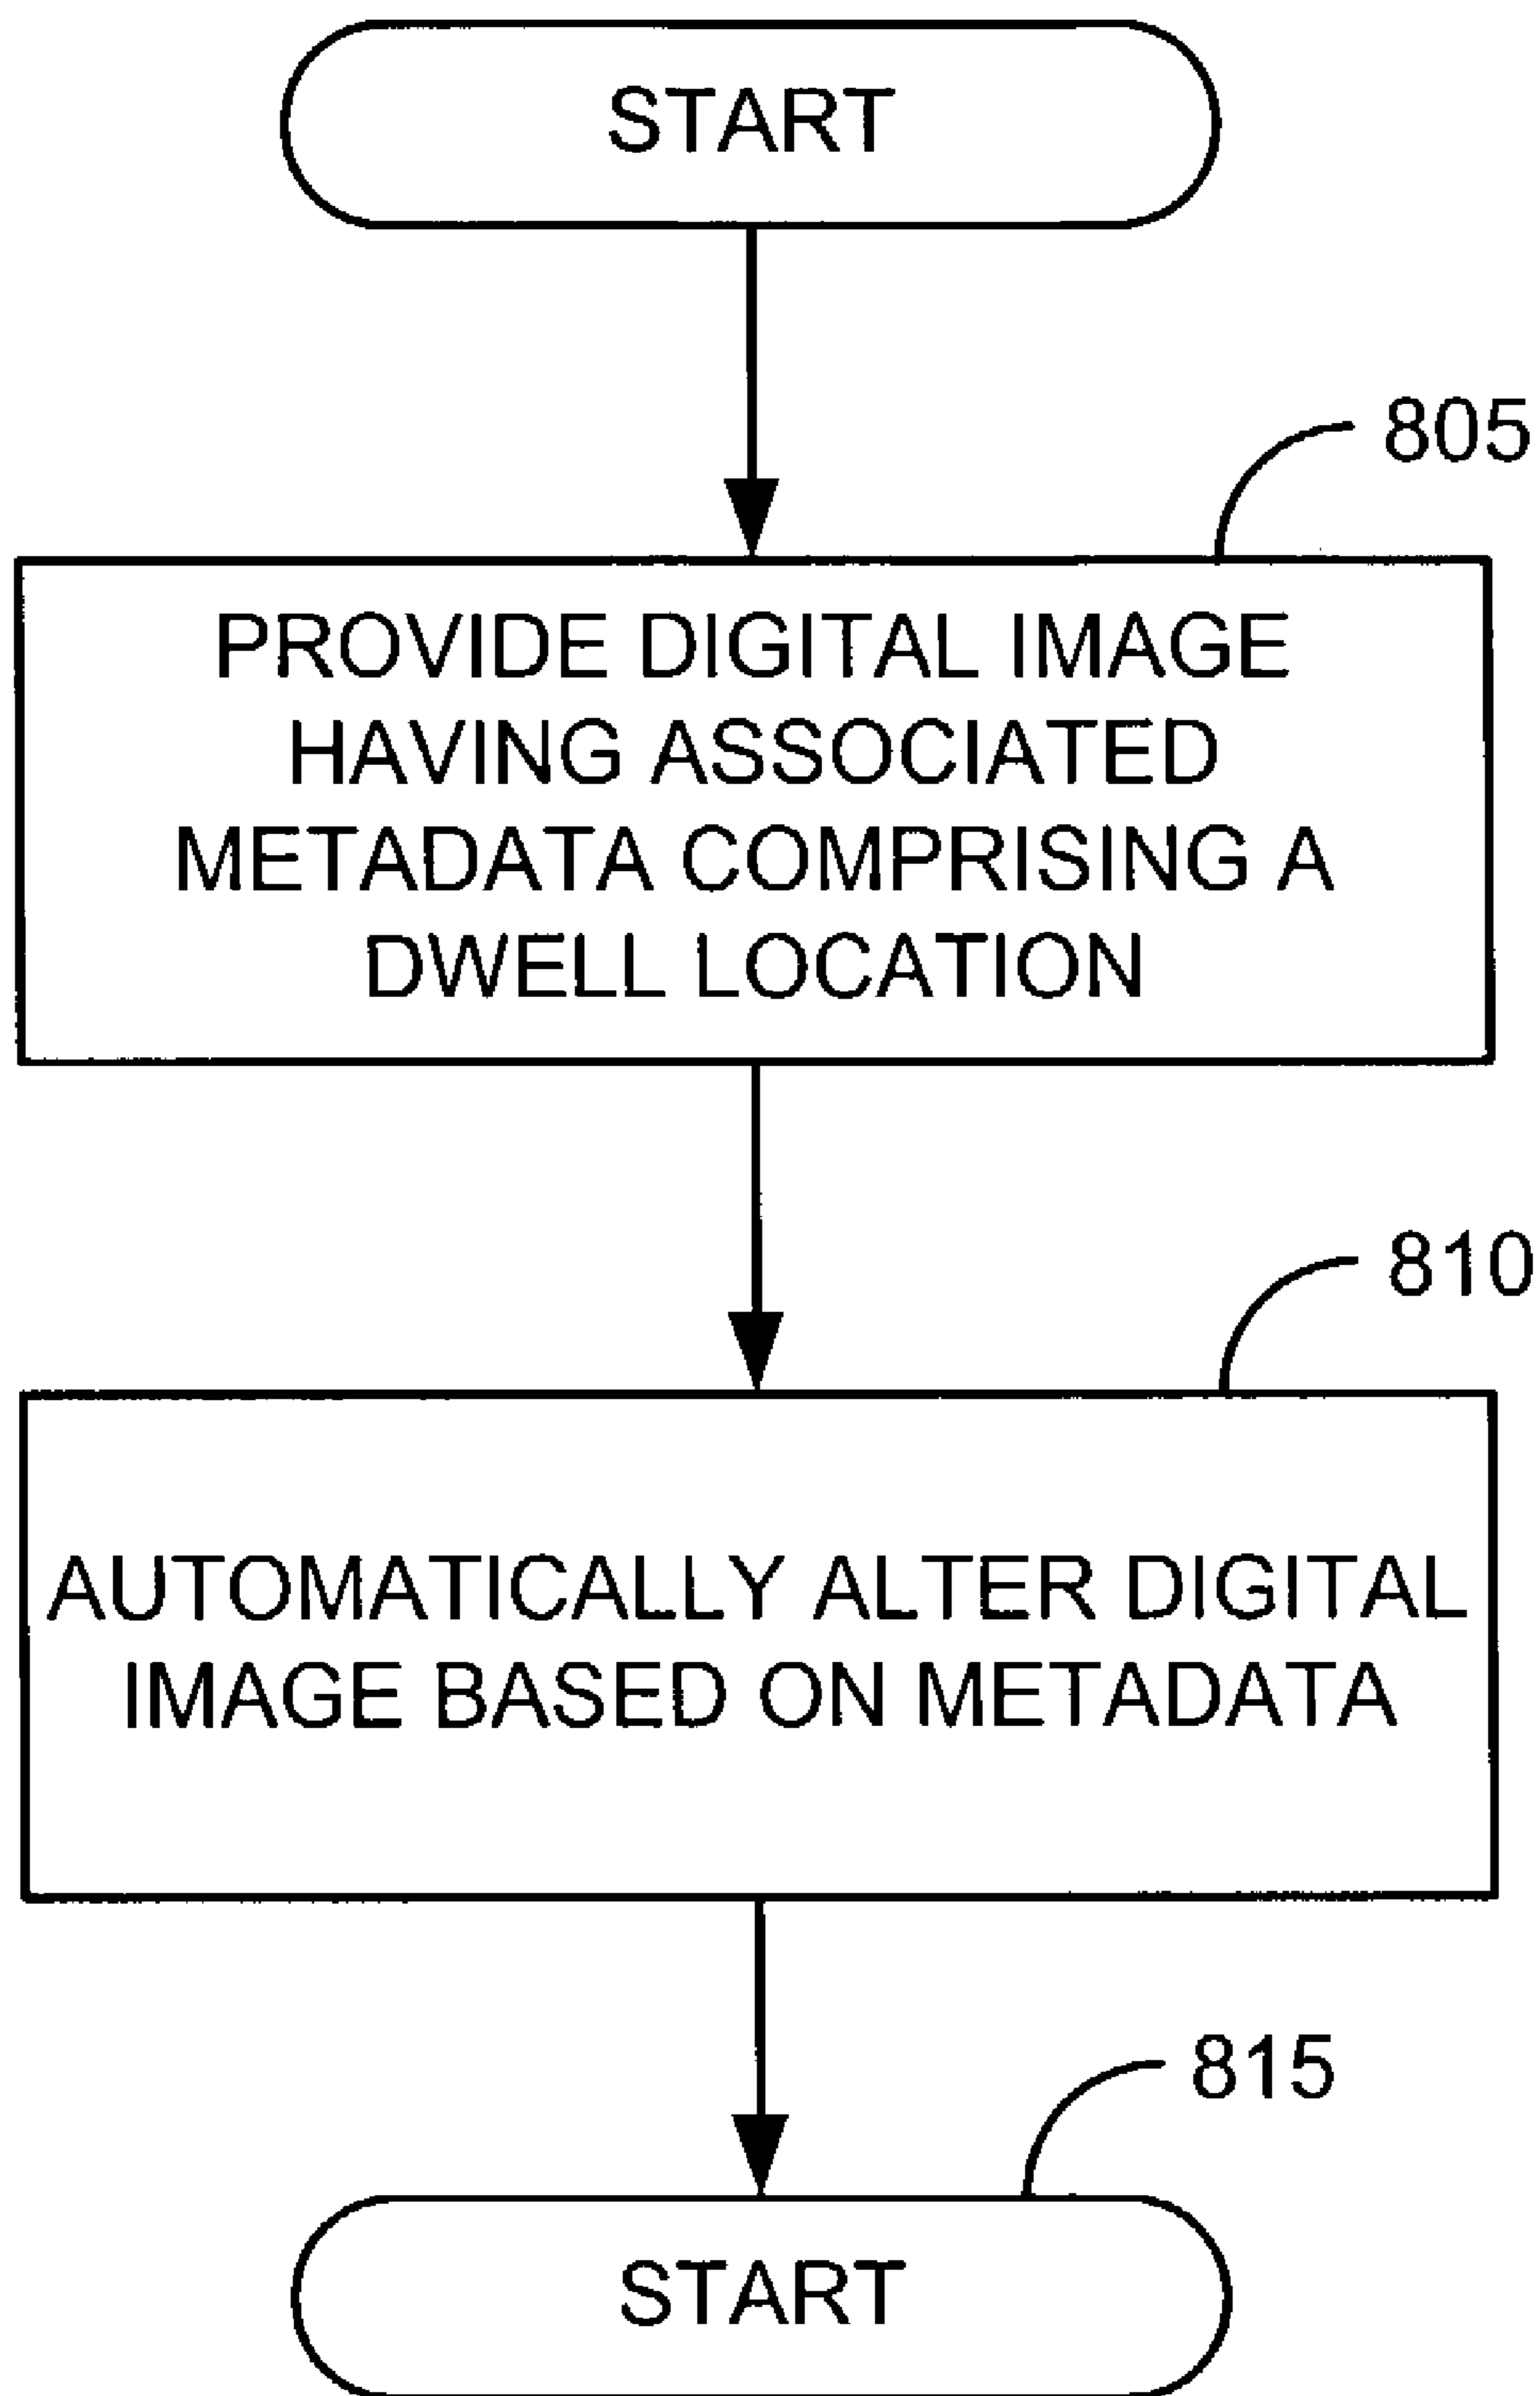 START
805
PROVIDE DIGITAL IMAGE
HAVING ASSOCIATED
METADATA COMPRISING A
DWELL LOCATION
810
AUTOMATICALLY ALTER DIGITAL
IMAGE BASED ON METADATA
815
START